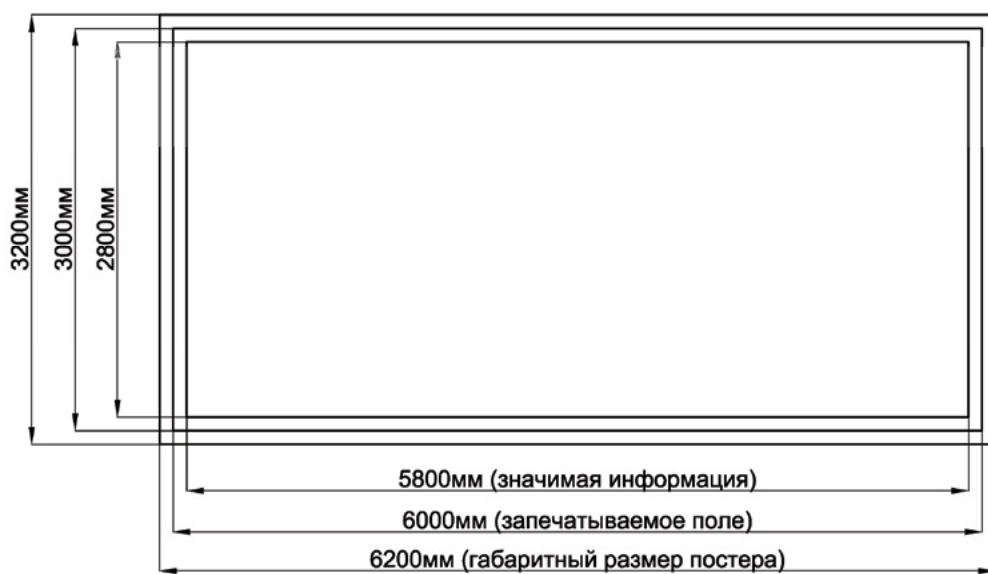 3200мм
3000мм
2800мм
5800мм (значимая информация)
6000мм (запечатываемое поле)
6200мм (габаритный размер постера)